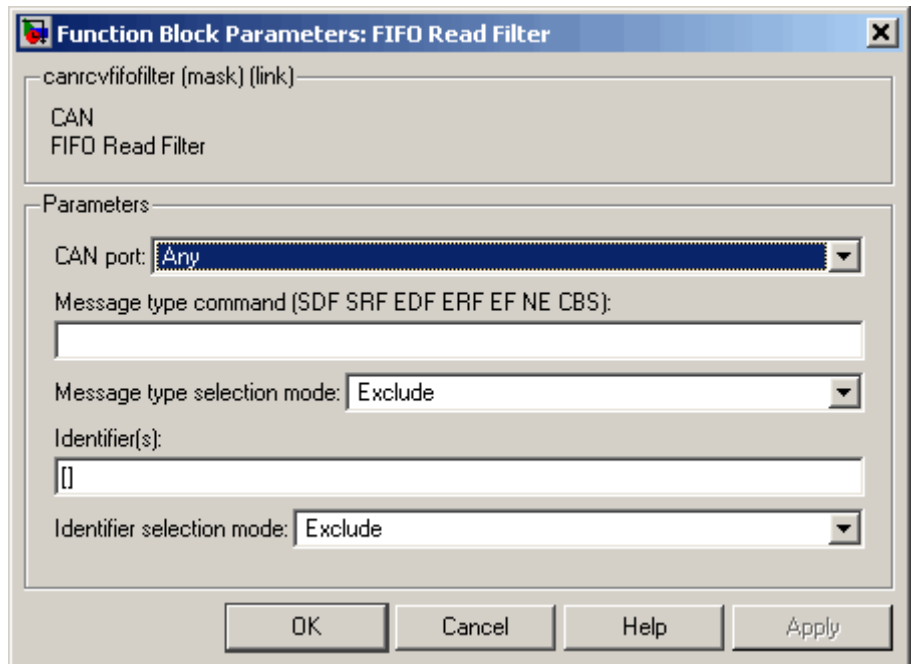 Function Block Parameters: FIFO Read Filter
canrcvfifofilter (mask) (link)
CAN
FIFO Read Filter
Parameters
CAN port: Any
Message type command (SDF SRF EDF ERF EF NE CBS):
Message type selection mode: Exclude
Identifier(s):
[]
Identifier selection mode: Exclude
OK Cancel Help Apply